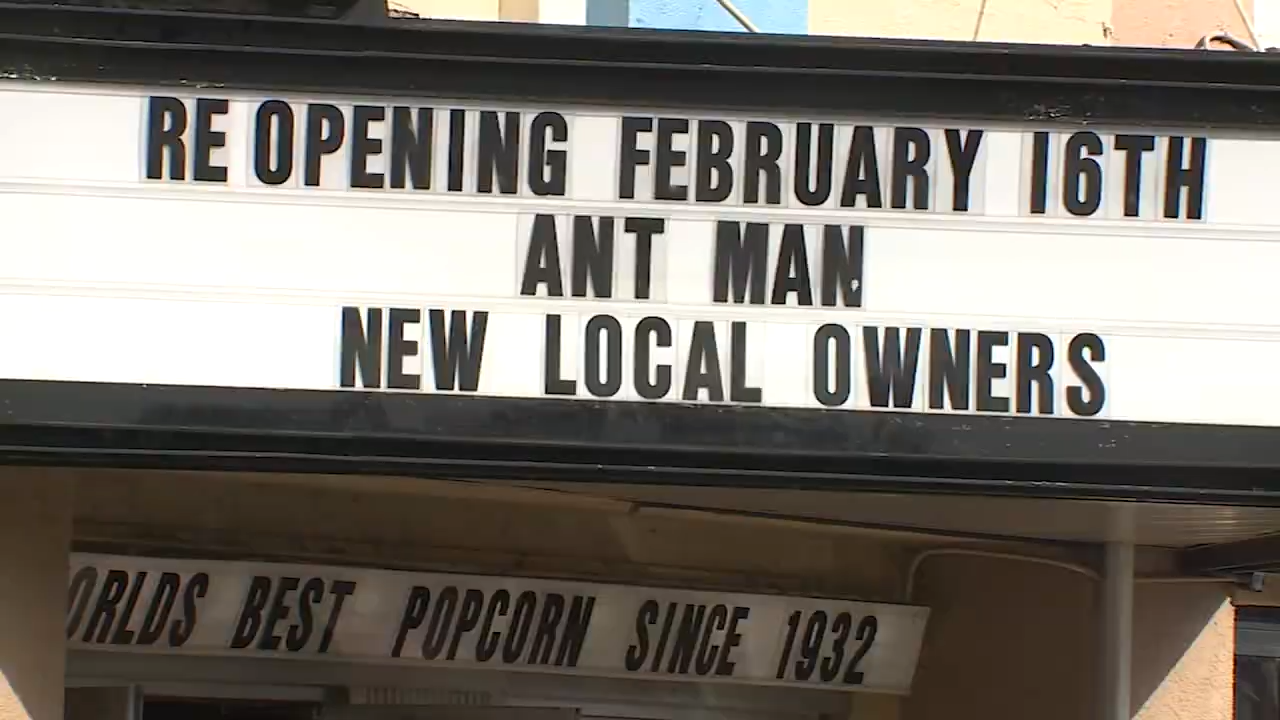 RE OPENING FEBRUARY 16TH
ANT MAN
NEW LOCAL OWNERS
ORLDS BEST POPCORN SINCE 1932